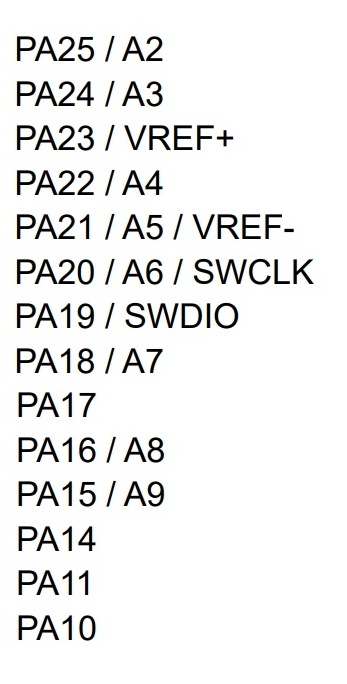 PA25 / A2
PA24 / A3
PA23 / VREF+
PA22 / A4
PA21 / A5 / VREF-
PA20 / A6 / SWCLK
PA19 / SWDIO
PA18 / A7
PA17
PA16 / A8
PA15 / A9
PA14
PA11
PA10